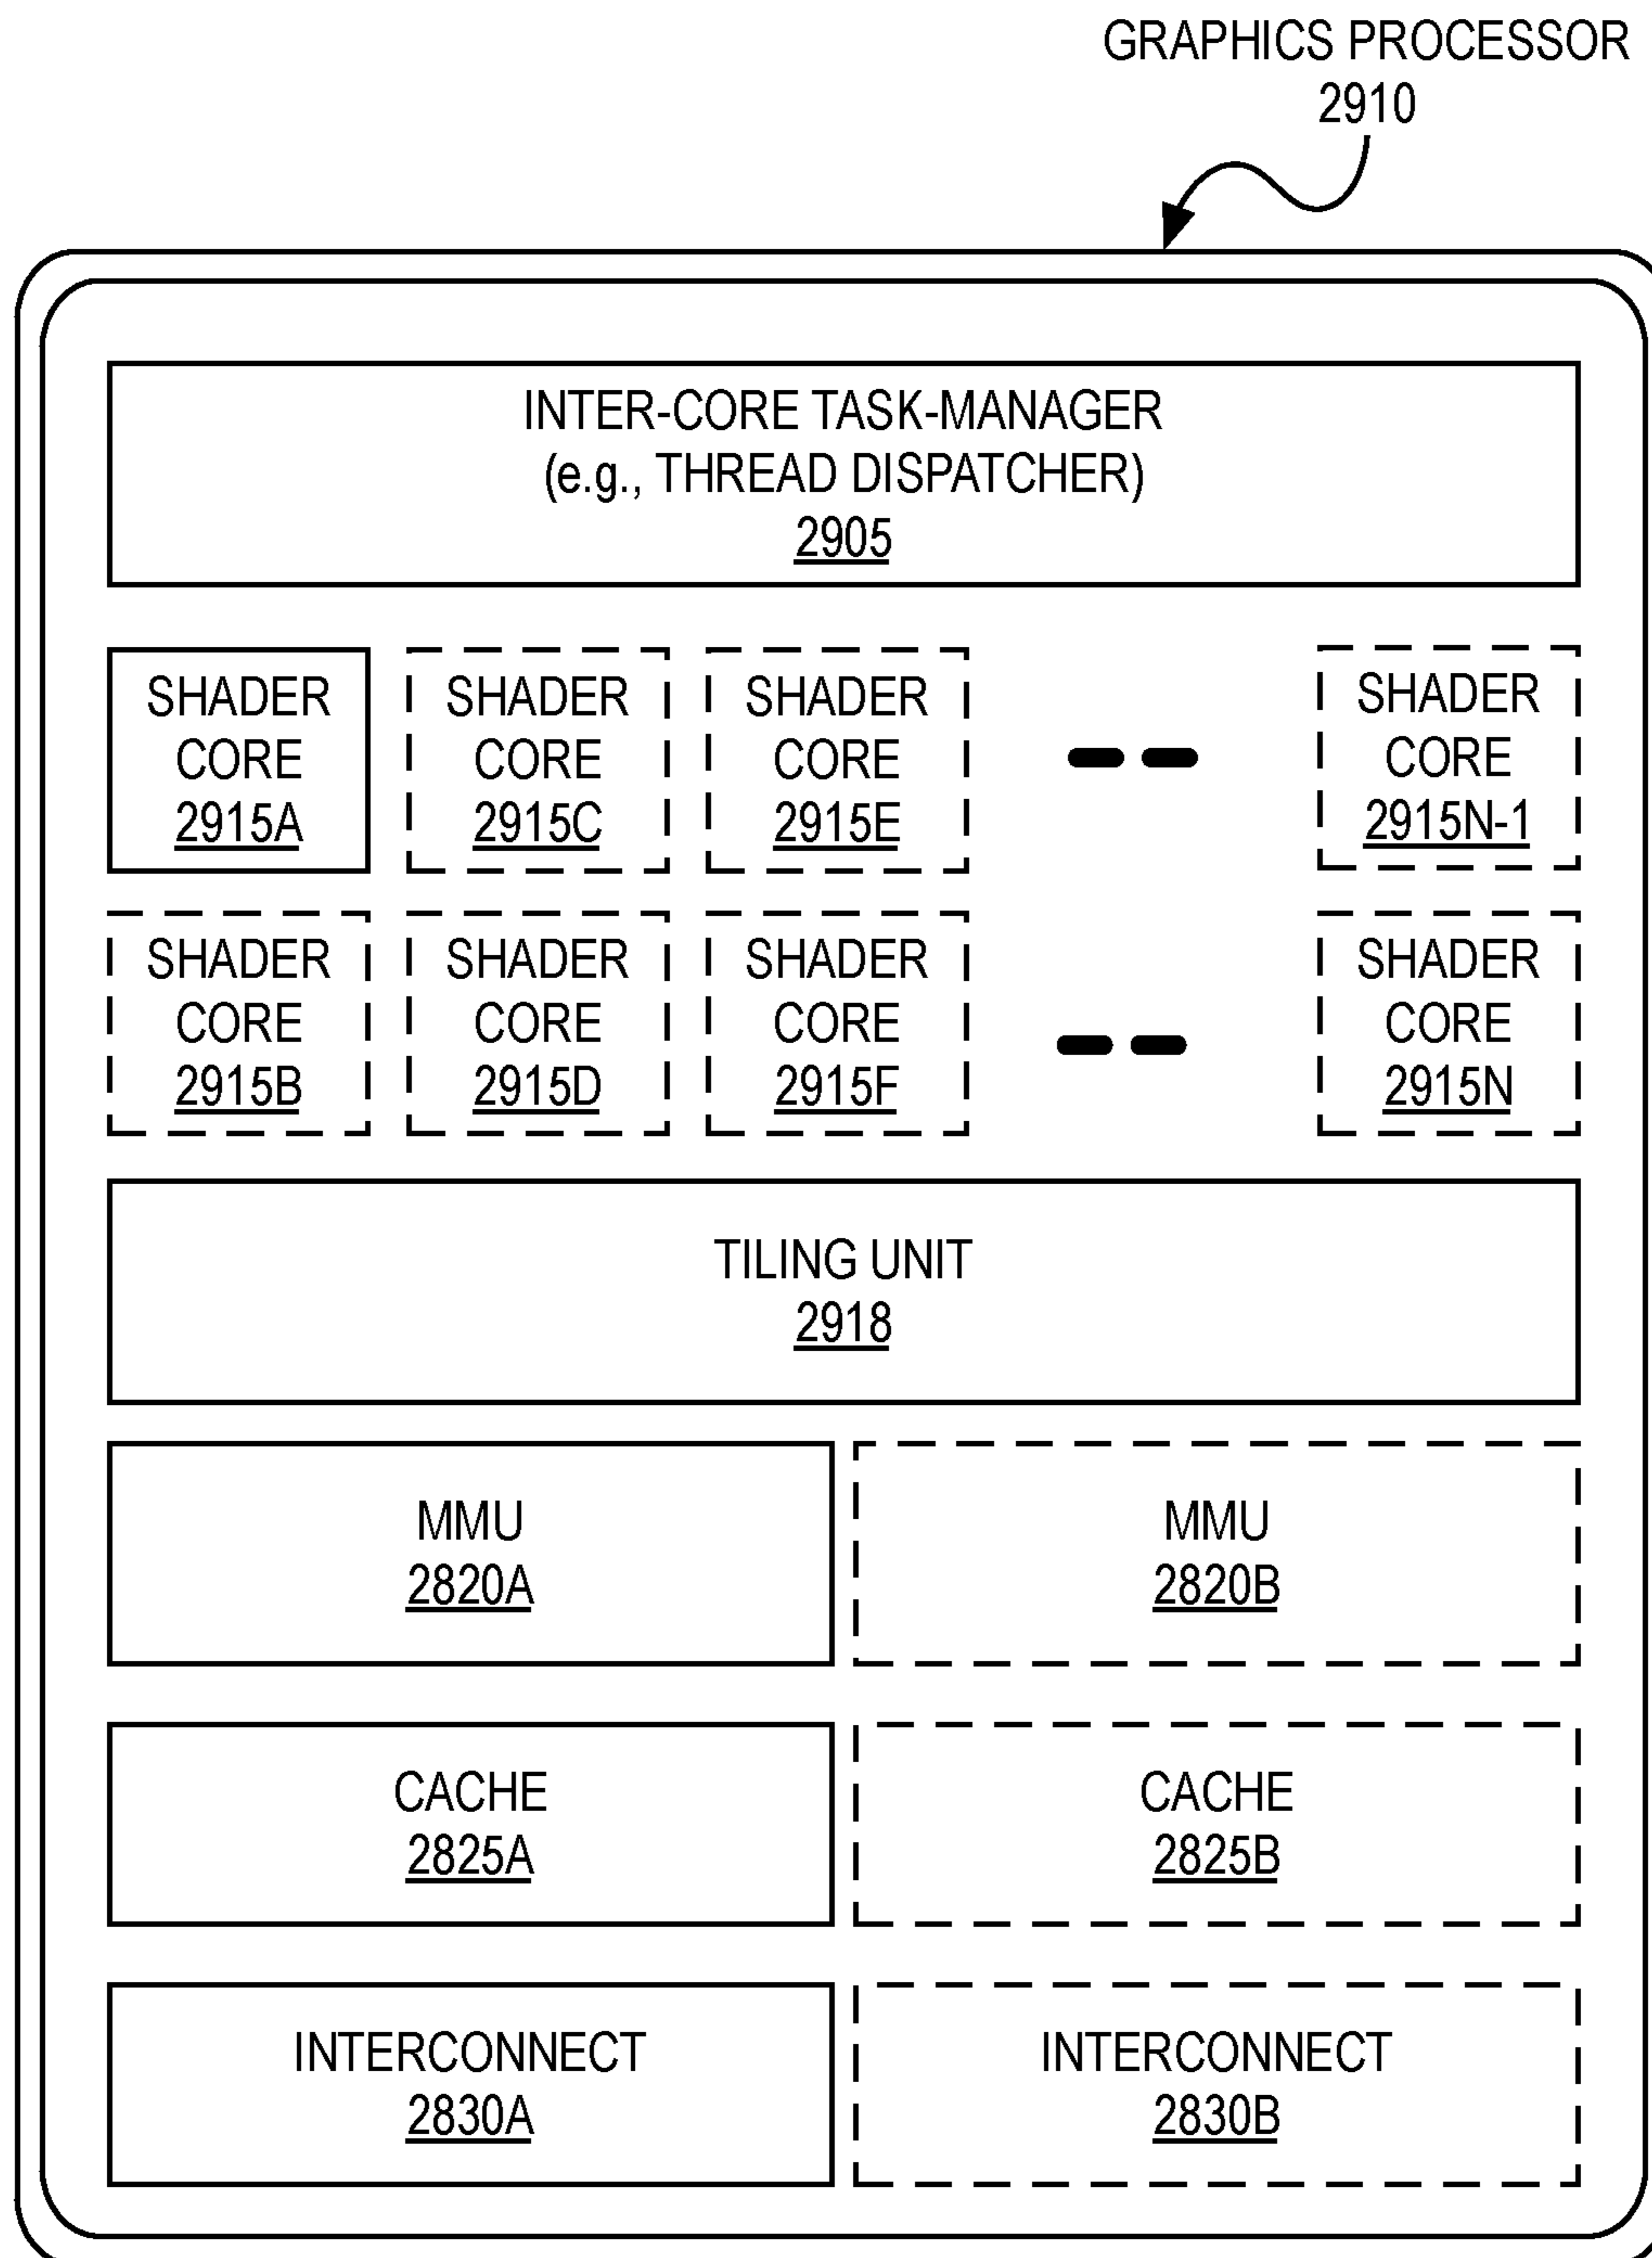 GRAPHICS PROCESSOR
2910
INTER-CORE TASK-MANAGER
(e.g., THREAD DISPATCHER)
2905
SHADER
CORE
2915A
SHADER
CORE
2915C
SHADER
CORE
2915E
SHADER
CORE
2915N-1
SHADER
CORE
2915B
SHADER
CORE
2915D
SHADER
CORE
2915F
SHADER
CORE
2915N
TILING UNIT
2918
MMU
2820A
MMU
2820B
CACHE
2825A
CACHE
2825B
INTERCONNECT
2830A
INTERCONNECT
2830B